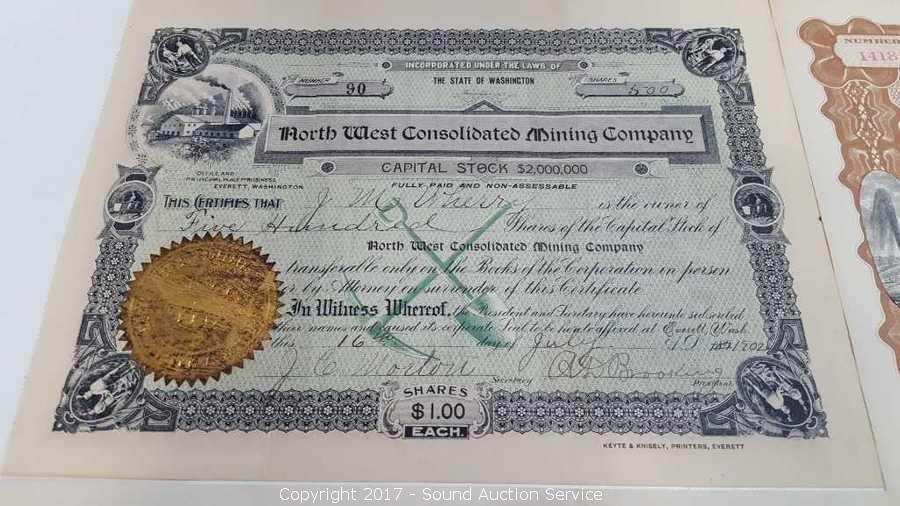 INCORPORATED UNDER THE LAWS OF
THE STATE OF WASHINGTON
NUMBER
90
SHARES
500
North West Consolidated Mining Company
CAPITAL STOCK $2,000,000
FULLY PAID AND NON-ASSESSABLE
OFFICE AND
PRINCIPAL PLACE OF BUSINESS
EVERETT, WASHINGTON
THIS CERTIFIES THAT J M is the owner of
Five Hundred Shares of the Capital Stock of
North West Consolidated Mining Company
transferable only on the Books of the Corporation in person
or by Attorney on surrender of this Certificate
In Witness Whereof, the President and Secretary have hereunto subscribed
their names and caused its corporate Seal to be hereto affixed at Everett, Wash.
this 16th day of July A.D.
J E Morton
Secretary
President
SHARES
$1.00
EACH.
KEYTE & KNISELY, PRINTERS, EVERETT
NUMBER
1418
Copyright 2017 - Sound Auction Service